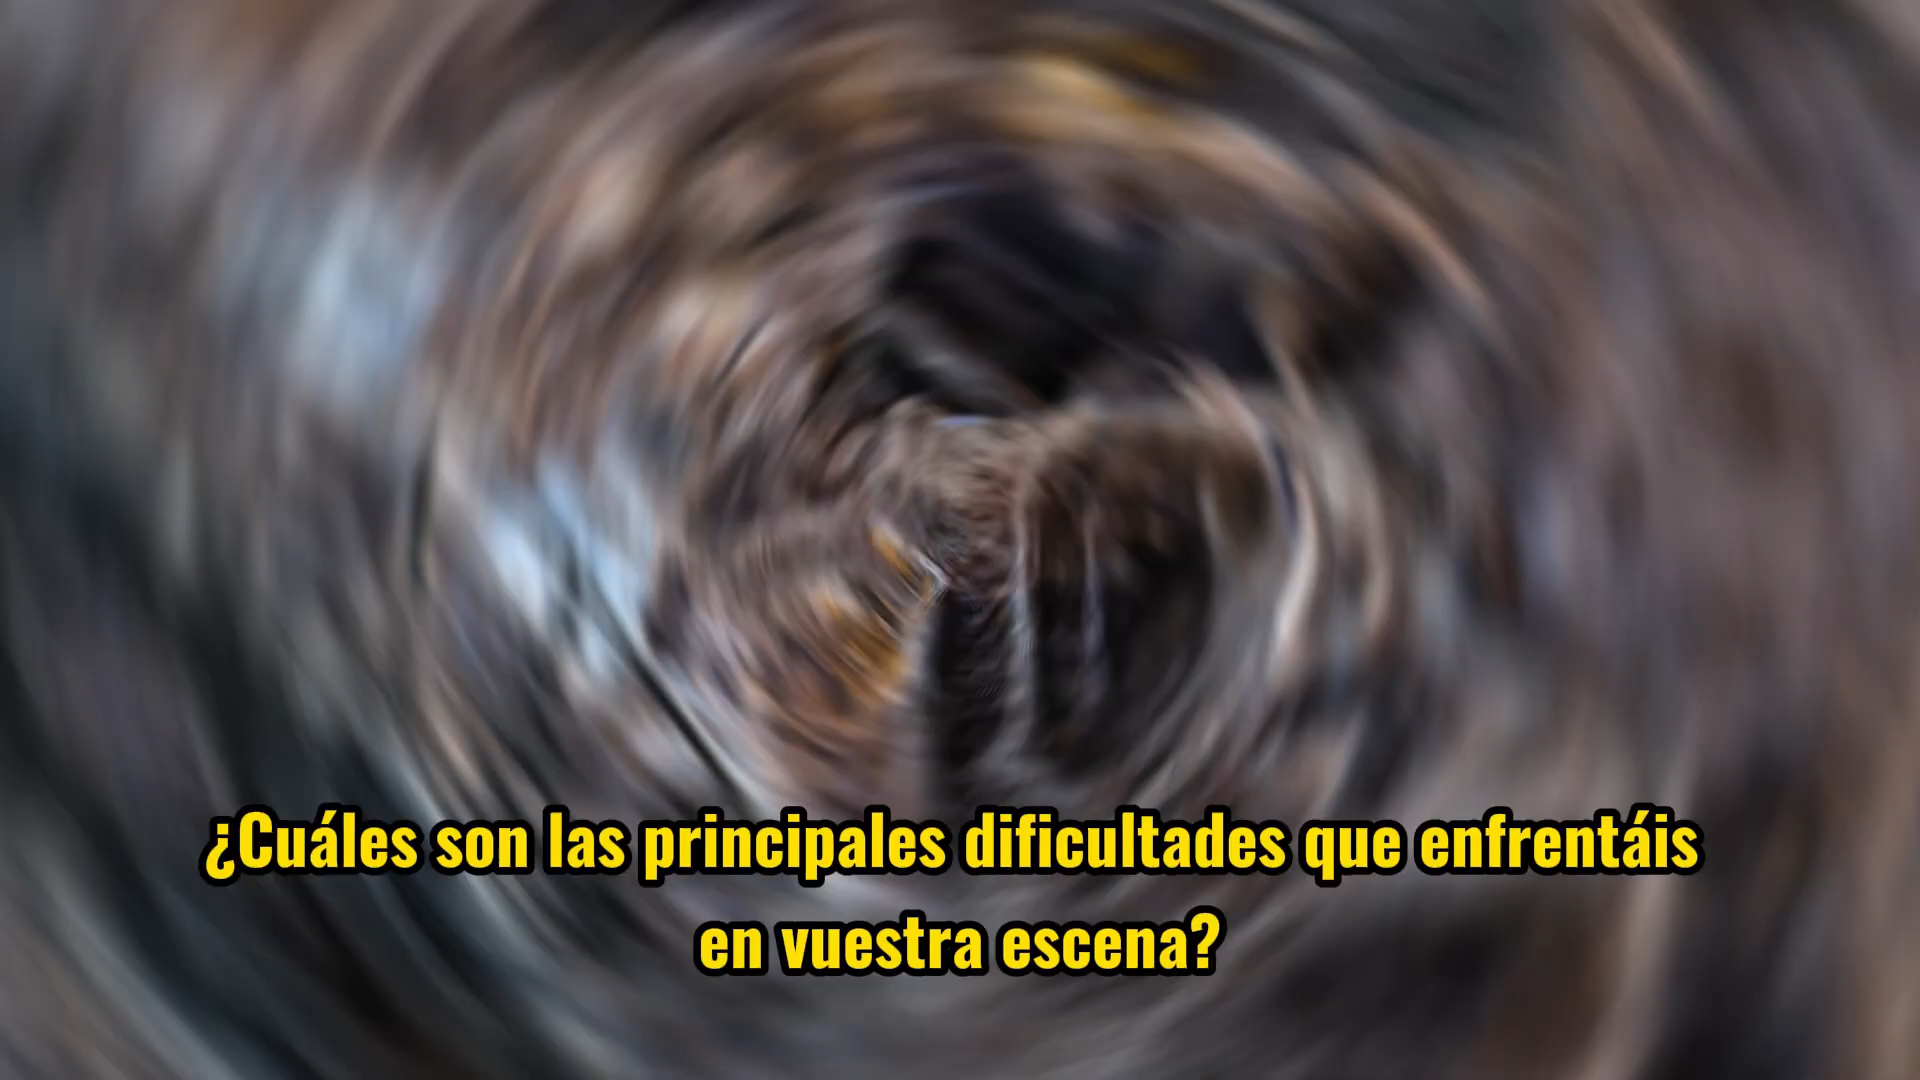 ¿Cuáles son las principales dificultades que enfrentáis
en vuestra escena?